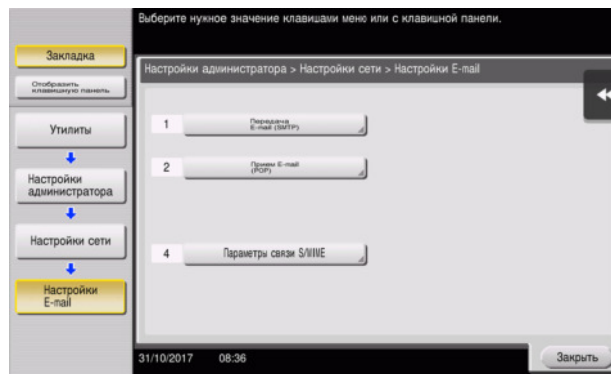 Выберите нужное значение клавишами меню или с клавишной панели.
Закладка
Отобразить
клавишную панель
Утилиты
Настройки
администратора
Настройки сети
Настройки
E-mail
Настройки администратора > Настройки сети > Настройки E-mail
1 Передача
E-mail (SMTP)
2 Прием E-mail
(POP)
4 Параметры связи S/MIME
31/10/2017 08:36
Закрыть